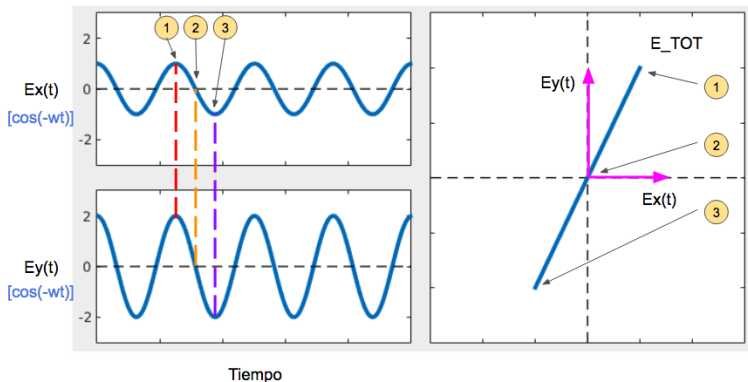 1
2
3
2
0
-2
Ex(t)
[cos(-wt)]
2
0
-2
Ey(t)
[cos(-wt)]
Tiempo
E_TOT
Ey(t)
1
2
Ex(t)
3